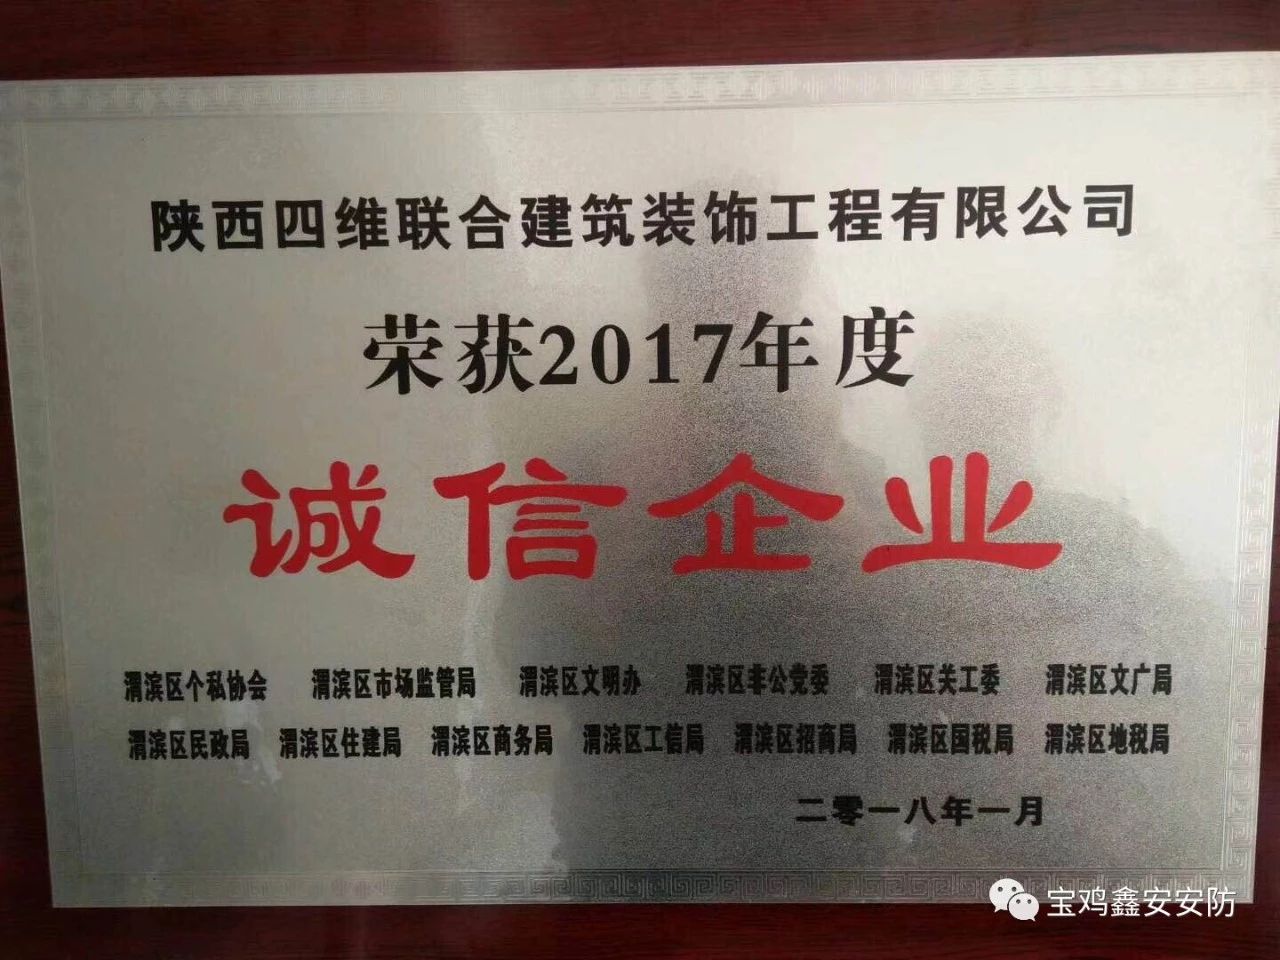 陕西四维联合建筑装饰工程有限公司
荣获2017年度
诚信企业
渭滨区个私协会 渭滨区市场监管局 渭滨区文明办 渭滨区非公党委 渭滨区关工委 渭滨区文广局
渭滨区民政局 渭滨区住建局 渭滨区商务局 渭滨区工信局 渭滨区招商局 渭滨区国税局 渭滨区地税局
二零一八年一月
宝鸡鑫安安防